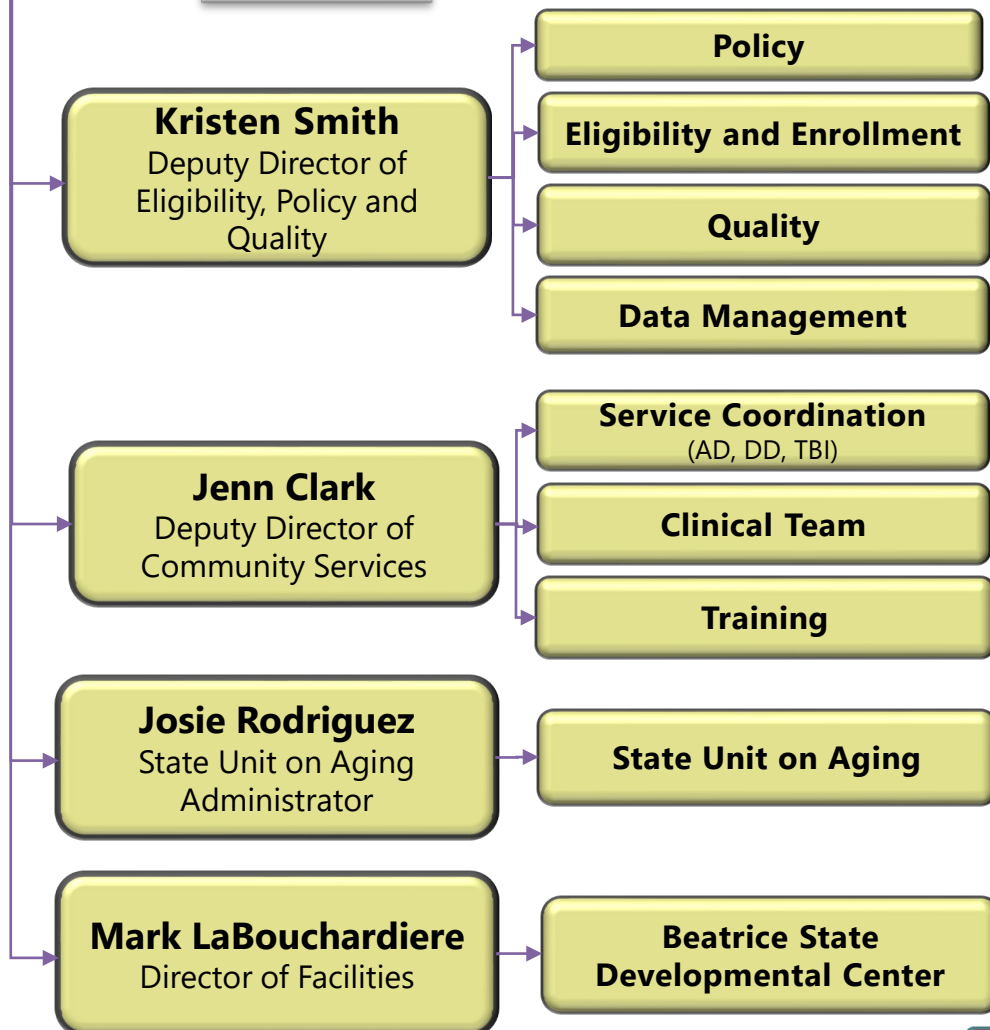 Policy
Kristen Smith
Deputy Director of
Eligibility, Policy and
Quality
Eligibility and Enrollment
Quality
Data Management
Service Coordination
(AD, DD, TBI)
Jenn Clark
Deputy Director of
Community Services
Clinical Team
Training
Josie Rodriguez
State Unit on Aging
Administrator
State Unit on Aging
Mark LaBouchardiere
Director of Facilities
Beatrice State
Developmental Center